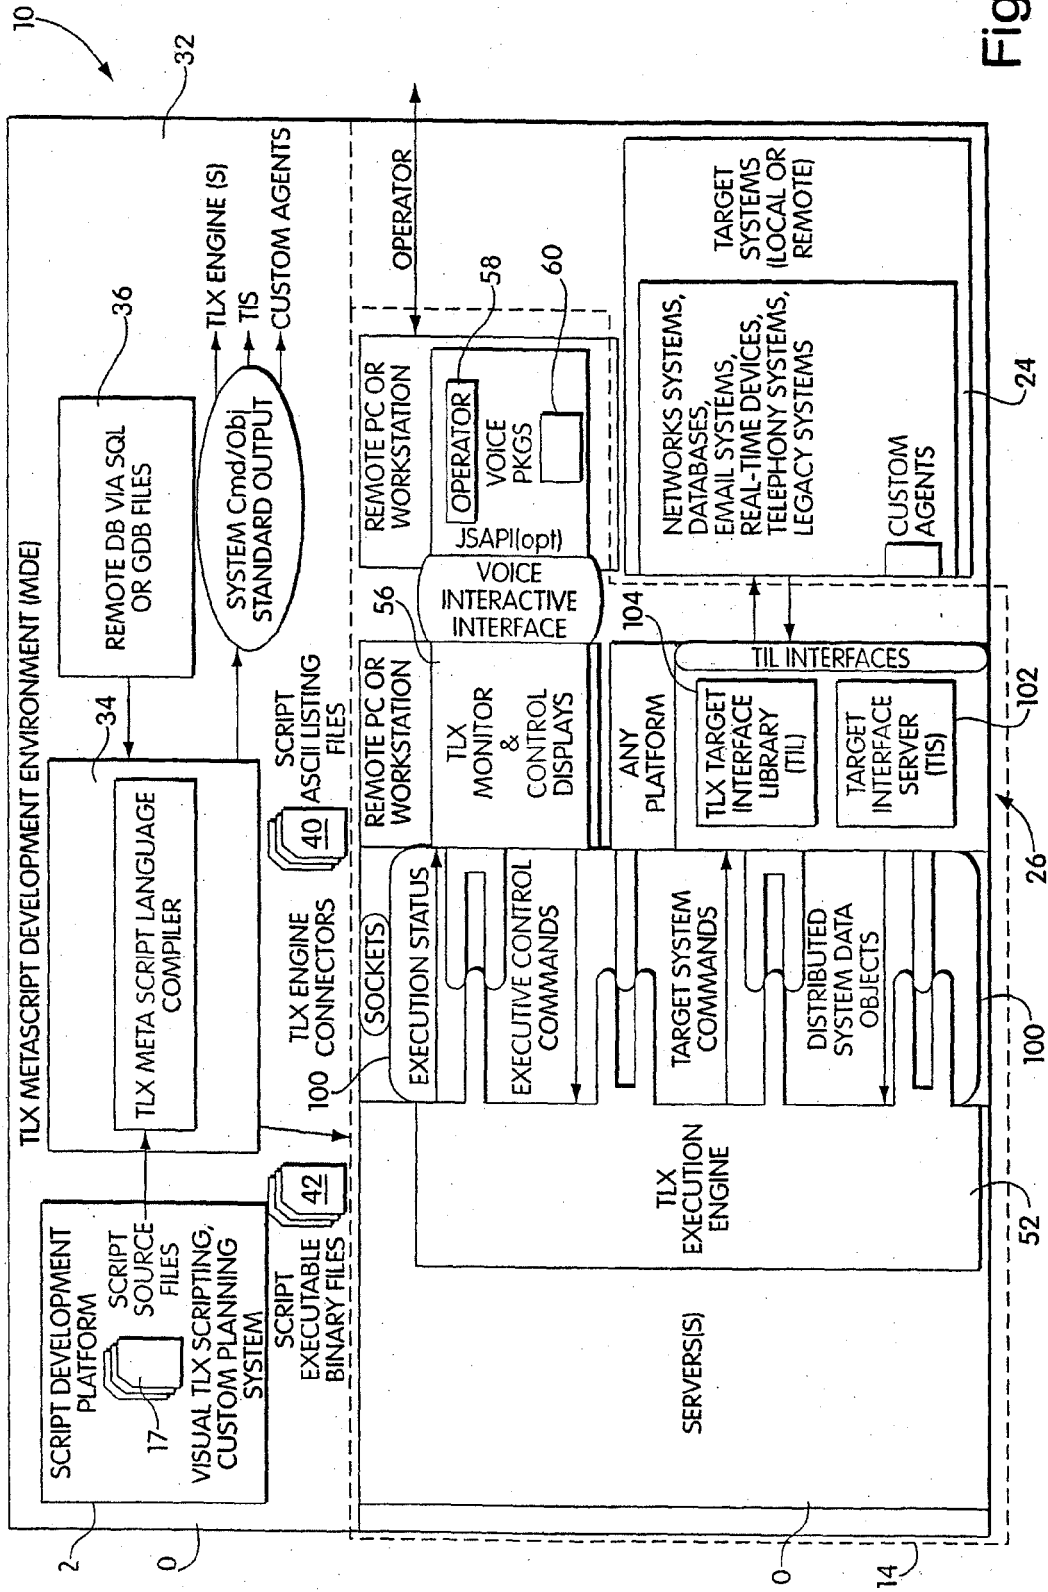 10
Fig
TLX METASCRIPT DEVELOPMENT ENVIRONMENT (MDE)
32
SCRIPT DEVELOPMENT
PLATFORM
SCRIPT
SOURCE
FILES
17
VISUAL TLX SCRIPTING,
CUSTOM PLANNING
SYSTEM
2
0
34
TLX META SCRIPT LANGUAGE
COMPILER
36
REMOTE DB VIA SQL
OR GDB FILES
SYSTEM Cmd/Obj
STANDARD OUTPUT
TLX ENGINE (S)
TIS
CUSTOM AGENTS
SCRIPT
EXECUTABLE
BINARY FILES
42
TLX ENGINE
CONNECTORS
40
SCRIPT
ASCII LISTING
FILES
100
SOCKETS
EXECUTION STATUS
EXECUTIVE CONTROL
COMMANDS
TARGET SYSTEM
COMMANDS
DISTRIBUTED
SYSTEM DATA
OBJECTS
100
SERVERS(S)
0
14
TLX
EXECUTION
ENGINE
52
REMOTE PC OR
WORKSTATION
56
TLX
MONITOR
&
CONTROL
DISPLAYS
VOICE
INTERACTIVE
INTERFACE
REMOTE PC OR
WORKSTATION
OPERATOR
VOICE
PKGS
JSAPI(opt)
58
60
OPERATOR
ANY
PLATFORM
104
TLX TARGET
INTERFACE
LIBRARY
(TIL)
TARGET
INTERFACE
SERVER
(TIS)
102
TIL INTERFACES
26
NETWORKS SYSTEMS,
DATABASES,
EMAIL SYSTEMS,
REAL-TIME DEVICES,
TELEPHONY SYSTEMS,
LEGACY SYSTEMS
CUSTOM
AGENTS
TARGET
SYSTEMS
(LOCAL OR
REMOTE)
24